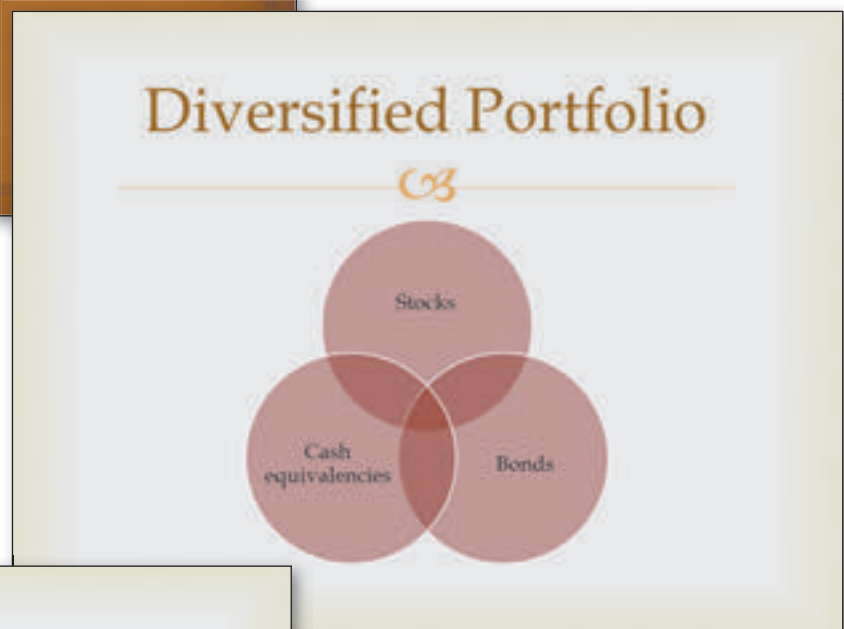 Diversified Portfolio
Stocks
Cash
equivalencies
Bonds